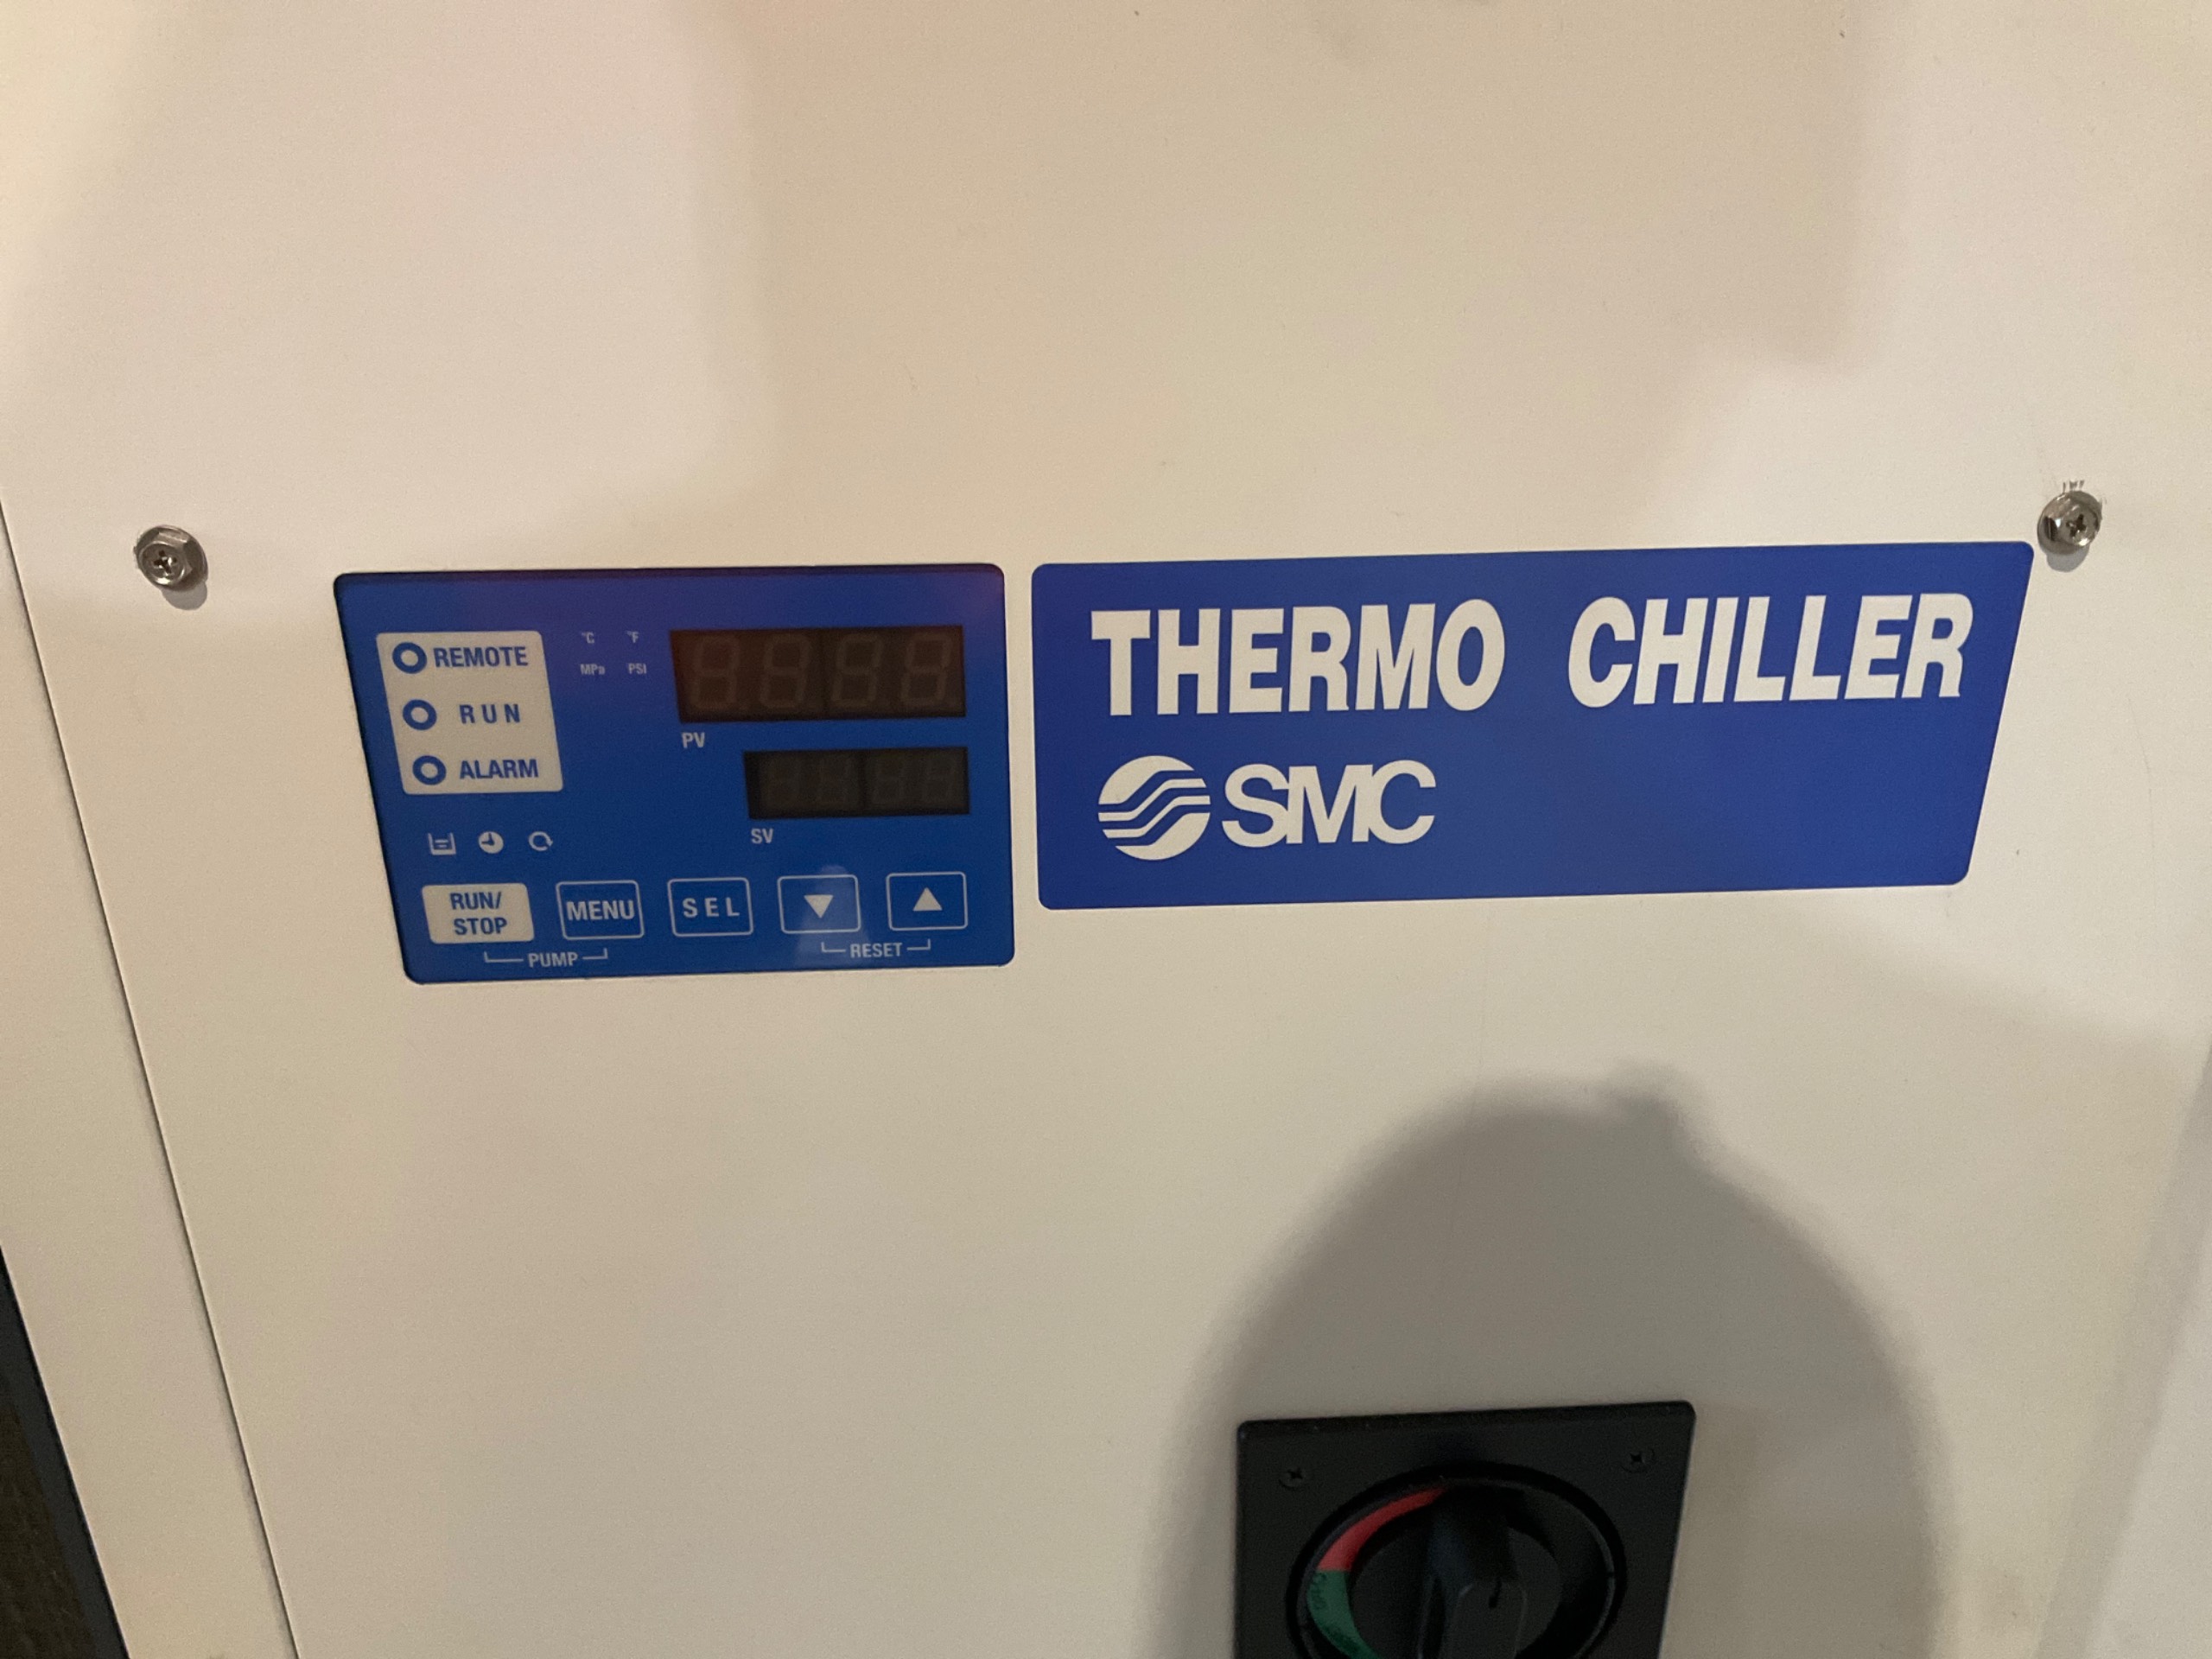 REMOTE
RUN
ALARM
°C °F
MPa PSI
PV
SV
RUN/
STOP
MENU
SEL
PUMP
RESET
THERMO CHILLER
SMC